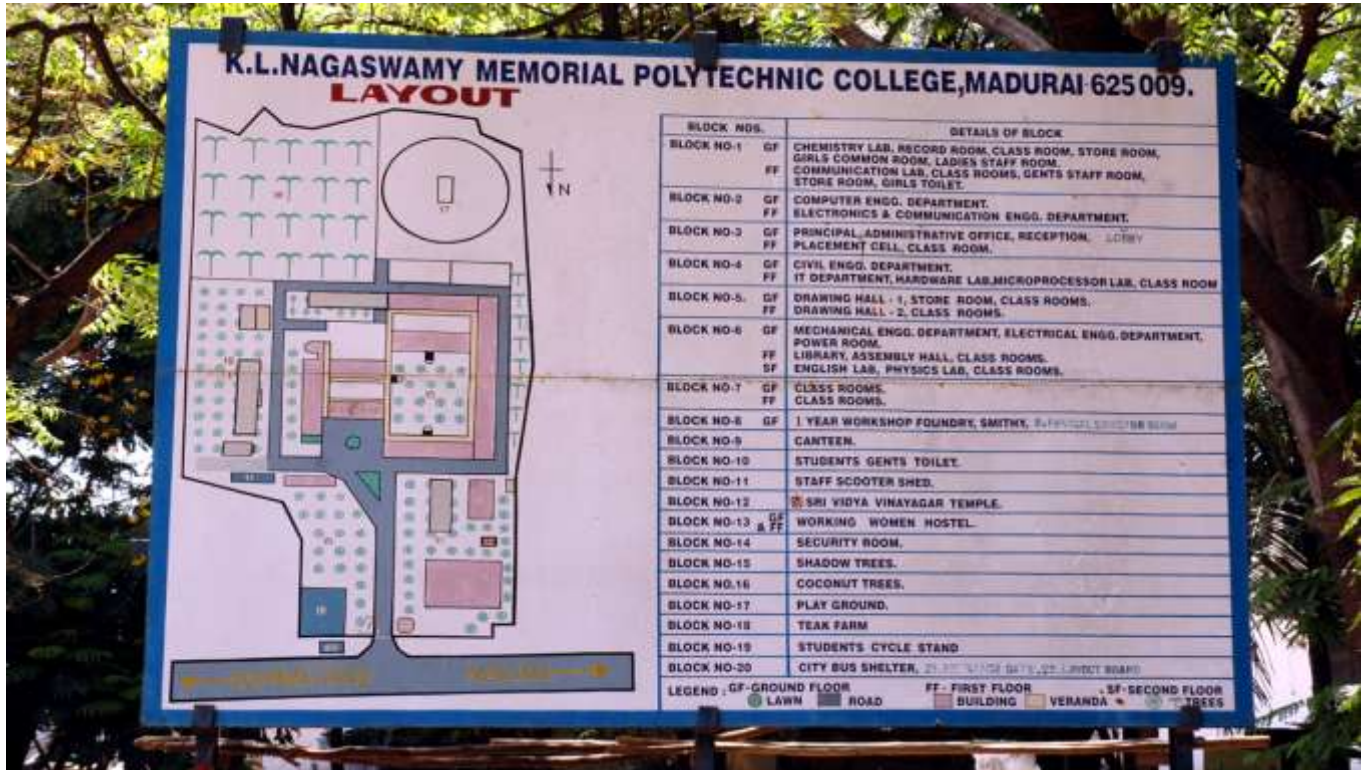 K.L.NAGASWAMY MEMORIAL POLYTECHNIC COLLEGE,MADURAI-625 009.
LAYOUT
N
17
BLOCK NOS. DETAILS OF BLOCK
BLOCK NO-1 GF CHEMISTRY LAB, RECORD ROOM, CLASS ROOM, STORE ROOM,
GIRLS COMMON ROOM, LADIES STAFF ROOM.
FF COMMUNICATION LAB, CLASS ROOMS, GENTS STAFF ROOM,
STORE ROOM, GIRLS TOILET.
BLOCK NO-2 GF COMPUTER ENGG. DEPARTMENT.
FF ELECTRONICS & COMMUNICATION ENGG. DEPARTMENT.
BLOCK NO-3 GF PRINCIPAL, ADMINISTRATIVE OFFICE, RECEPTION, LOBBY
FF PLACEMENT CELL, CLASS ROOM.
BLOCK NO-4 GF CIVIL ENGG. DEPARTMENT.
FF IT DEPARTMENT, HARDWARE LAB,MICROPROCESSOR LAB, CLASS ROOM
BLOCK NO-5. GF DRAWING HALL - 1, STORE ROOM, CLASS ROOMS.
FF DRAWING HALL - 2, CLASS ROOMS.
BLOCK NO-6 GF MECHANICAL ENGG. DEPARTMENT, ELECTRICAL ENGG. DEPARTMENT,
POWER ROOM.
FF LIBRARY, ASSEMBLY HALL, CLASS ROOMS.
SF ENGLISH LAB, PHYSICS LAB, CLASS ROOMS.
BLOCK NO-7 GF CLASS ROOMS.
FF CLASS ROOMS.
BLOCK NO-8 GF 1 YEAR WORKSHOP FOUNDRY, SMITHY,
BLOCK NO-9 CANTEEN.
BLOCK NO-10 STUDENTS GENTS TOILET.
BLOCK NO-11 STAFF SCOOTER SHED.
BLOCK NO-12 SRI VIDYA VINAYAGAR TEMPLE.
BLOCK NO-13 GF & FF WORKING WOMEN HOSTEL.
BLOCK NO-14 SECURITY ROOM.
BLOCK NO-15 SHADOW TREES.
BLOCK NO.16 COCONUT TREES.
BLOCK NO-17 PLAY GROUND.
BLOCK NO-18 TEAK FARM
BLOCK NO-19 STUDENTS CYCLE STAND
BLOCK NO-20 CITY BUS SHELTER,
LEGEND : GF-GROUND FLOOR FF - FIRST FLOOR SF-SECOND FLOOR
LAWN ROAD BUILDING VERANDA TREES